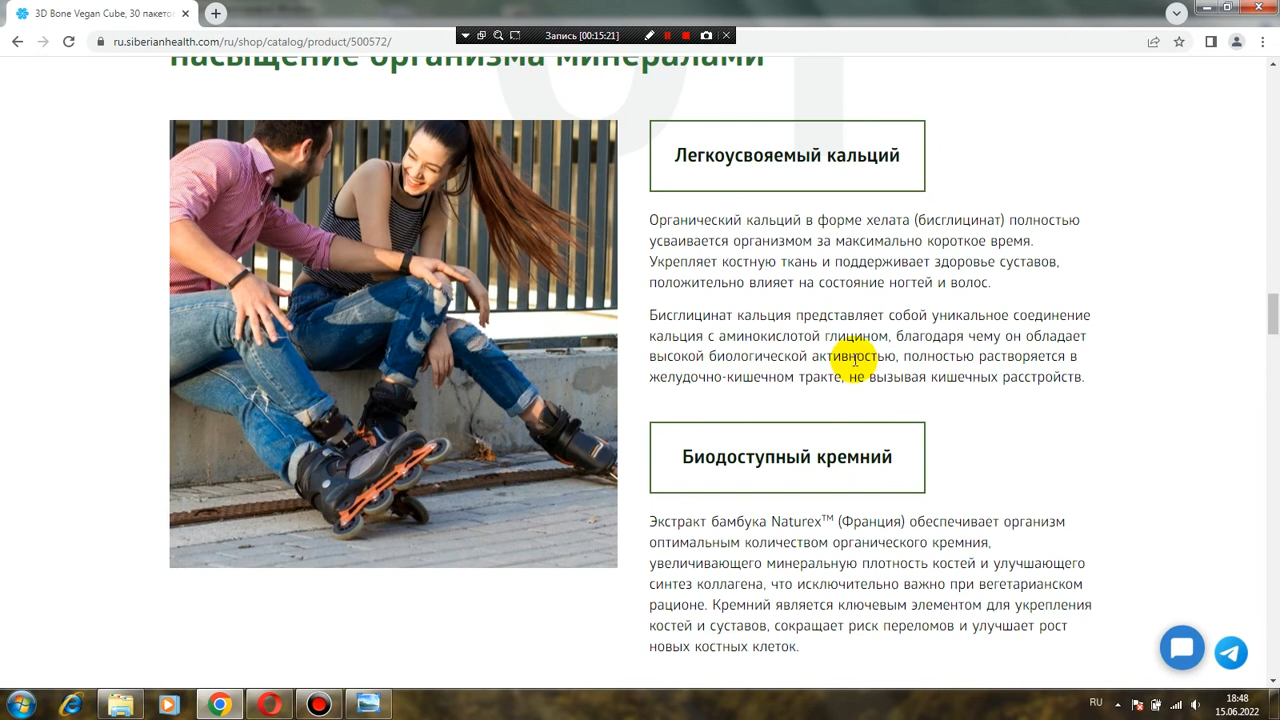 3D Bone Vegan Cube, 30 пакетов
ru.siberianhealth.com/ru/shop/catalog/product/500572/
Запись [00:15:21]
насыщение организма минералами
01
Легкоусвояемый кальций
Органический кальций в форме хелата (бисглицинат) полностью
усваивается организмом за максимально короткое время.
Укрепляет костную ткань и поддерживает здоровье суставов,
положительно влияет на состояние ногтей и волос.
Бисглицинат кальция представляет собой уникальное соединение
кальция с аминокислотой глицином, благодаря чему он обладает
высокой биологической активностью, полностью растворяется в
желудочно-кишечном тракте, не вызывая кишечных расстройств.
Биодоступный кремний
Экстракт бамбука Naturex™ (Франция) обеспечивает организм
оптимальным количеством органического кремния,
увеличивающего минеральную плотность костей и улучшающего
синтез коллагена, что исключительно важно при вегетарианском
рационе. Кремний является ключевым элементом для укрепления
костей и суставов, сокращает риск переломов и улучшает рост
новых костных клеток.
RU
18:48
15.06.2022